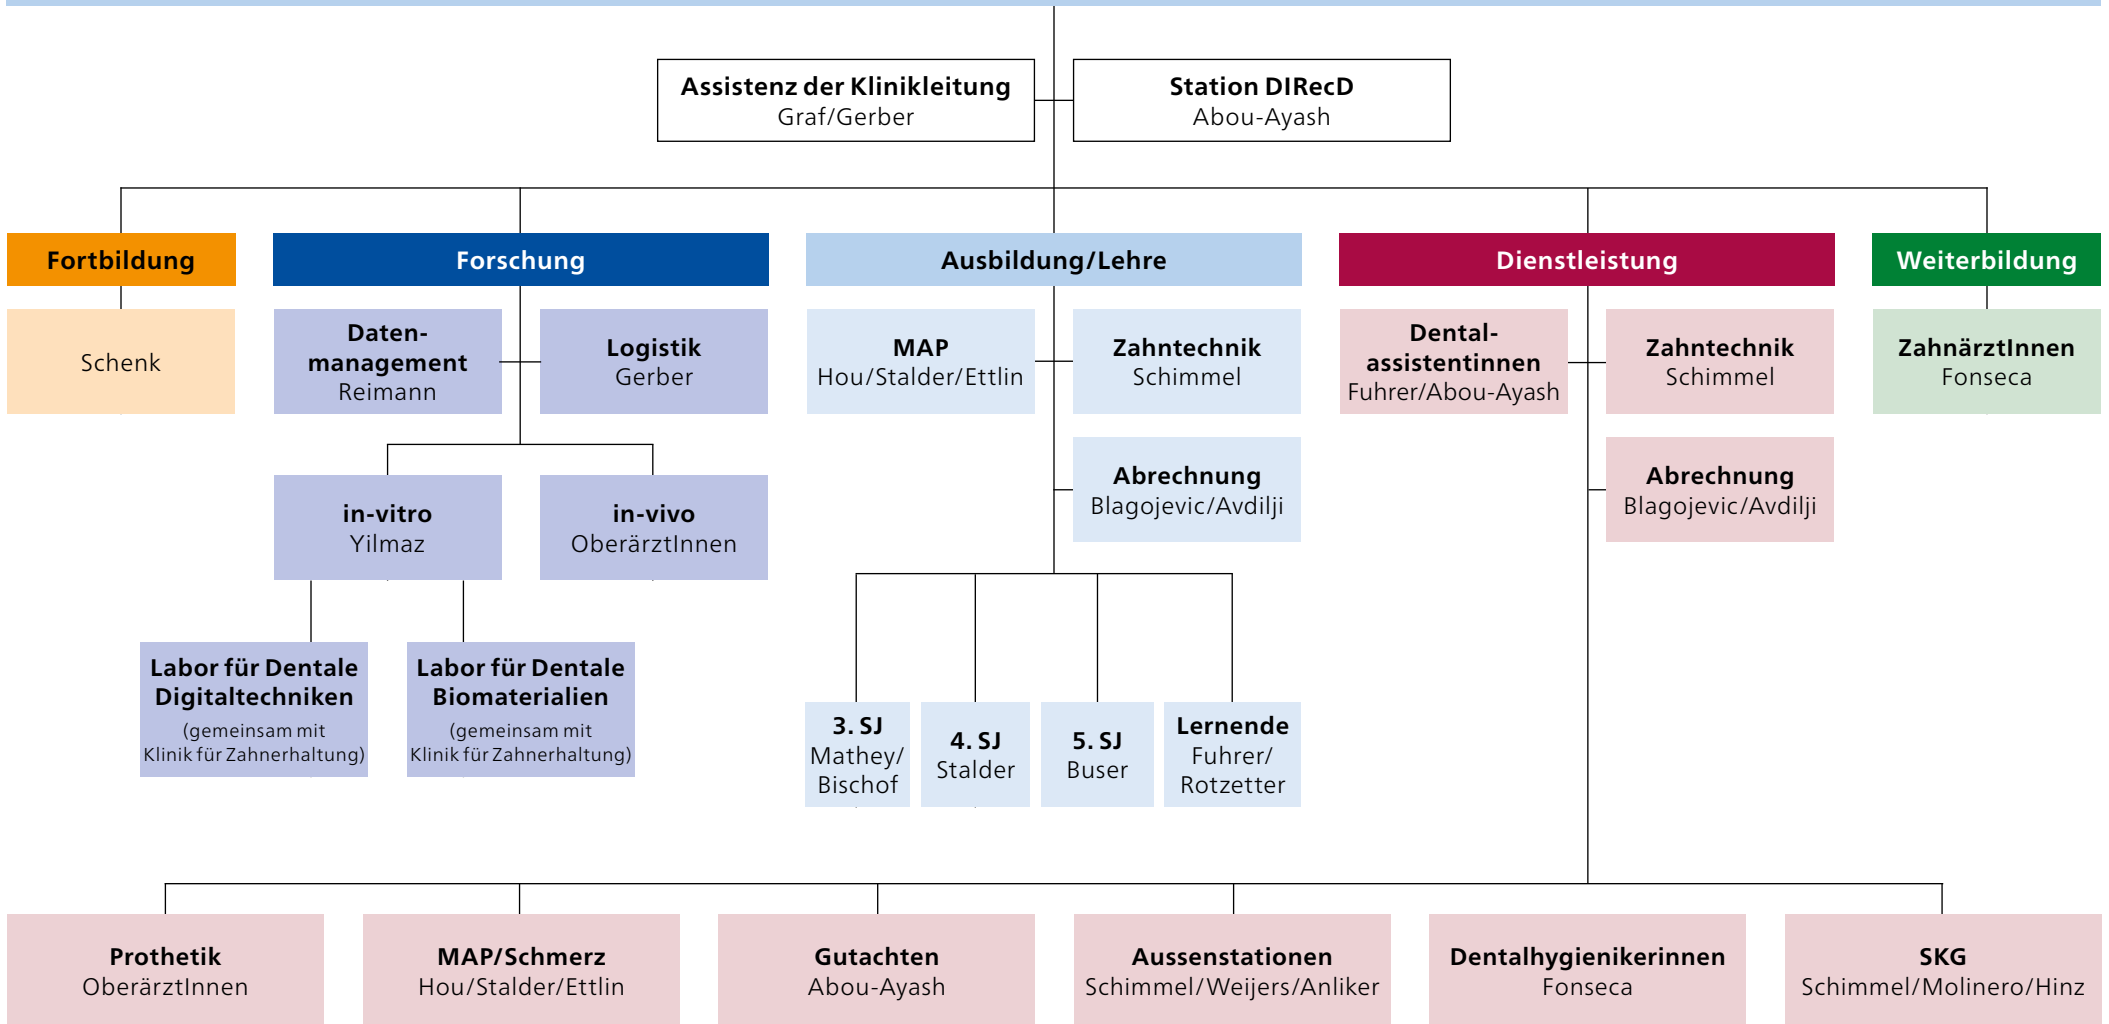 Assistenz der Klinikleitung
Graf/Gerber
Station DIRecD
Abou-Ayash
Fortbildung
Schenk
Forschung
Daten-
management
Reimann
Logistik
Gerber
in-vitro
Yilmaz
in-vivo
OberärztInnen
Labor für Dentale
Digitaltechniken
(gemeinsam mit
Klinik für Zahnerhaltung)
Labor für Dentale
Biomaterialien
(gemeinsam mit
Klinik für Zahnerhaltung)
Ausbildung/Lehre
MAP
Hou/Stalder/Ettlin
Zahntechnik
Schimmel
Abrechnung
Blagojevic/Avdilji
3. SJ
Mathey/
Bischof
4. SJ
Stalder
5. SJ
Buser
Lernende
Fuhrer/
Rotzetter
Dienstleistung
Dental-
assistentinnen
Fuhrer/Abou-Ayash
Zahntechnik
Schimmel
Abrechnung
Blagojevic/Avdilji
Weiterbildung
ZahnärztInnen
Fonseca
Prothetik
OberärztInnen
MAP/Schmerz
Hou/Stalder/Ettlin
Gutachten
Abou-Ayash
Aussenstationen
Schimmel/Weijers/Anliker
Dentalhygienikerinnen
Fonseca
SKG
Schimmel/Molinero/Hinz